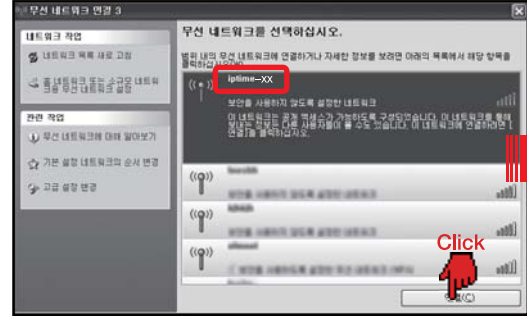 무선 네트워크 연결 3
네트워크 작업
네트워크 목록 새로 고침
홈 네트워크 또는 소규모 네트워
크용 무선 네트워크 설정
관련 작업
무선 네트워크에 대해 알아보기
기본 설정 네트워크의 순서 변경
고급 설정 변경
무선 네트워크를 선택하십시오.
범위 내의 무선 네트워크에 연결하거나 자세한 정보를 보려면 아래의 목록에서 해당 항목을
클릭하십시오(W).
iptime-XX
보안을 사용하지 않도록 설정한 네트워크
이 네트워크는 공용 액세스가 가능하도록 구성되었습니다. 이 네트워크를 통해
보내는 정보는 다른 사용자들이 볼 수도 있습니다. 이 네트워크에 연결하려면 [
연결]을 클릭하십시오.
Click
(C)